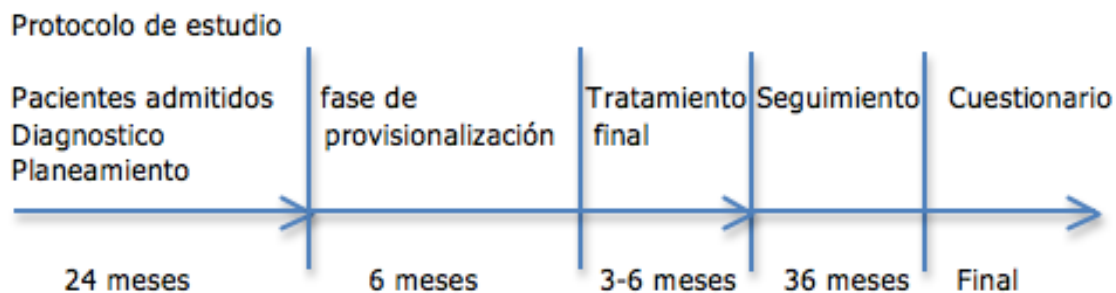 Protocolo de estudio
Pacientes admitidos
Diagnostico
Planeamiento
fase de
provisionalización
Tratamiento
final
Seguimiento
Cuestionario
24 meses
6 meses
3-6 meses
36 meses
Final